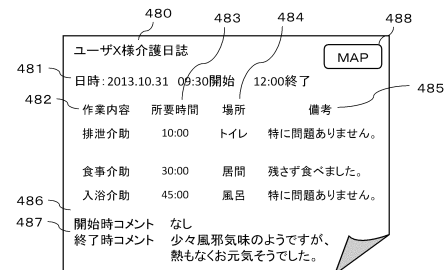 480
483
484
488
ユーザX様介護日誌
MAP
481
日時:2013.10.31 09:30開始 12:00終了
485
482
作業内容 所要時間 場所 備考
排泄介助 10:00 トイレ 特に問題ありません。
食事介助 30:00 居間 残さず食べました。
入浴介助 45:00 風呂 特に問題ありません。
486
開始時コメント なし
487
終了時コメント 少々風邪気味のようですが、
熱もなくお元気そうでした。